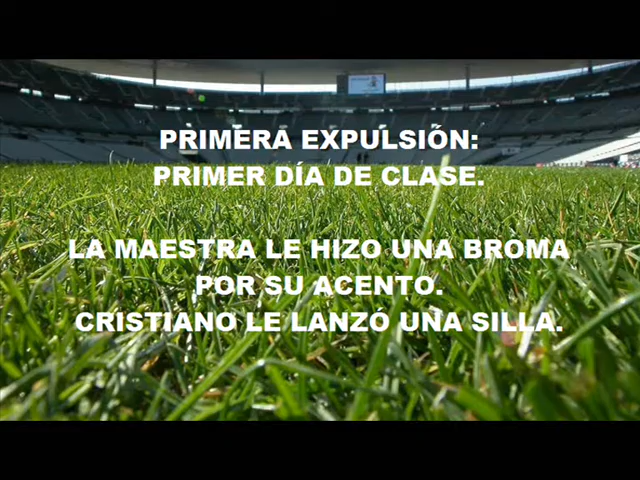 PRIMERA EXPULSIÓN:
PRIMER DÍA DE CLASE.
LA MAESTRA LE HIZO UNA BROMA
POR SU ACENTO.
CRISTIANO LE LANZÓ UNA SILLA.